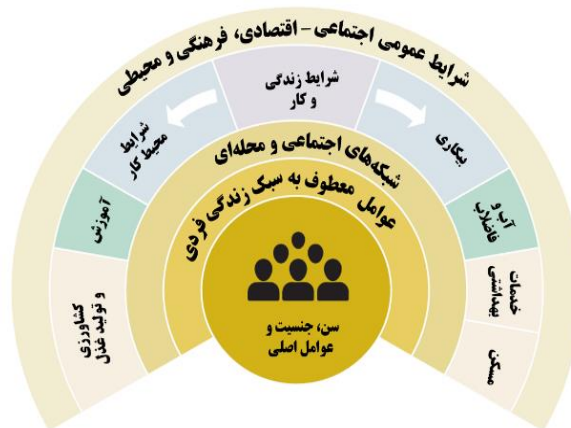 شرایط عمومی اجتماعی - اقتصادی، فرهنگی و محیطی
شرایط زندگی
و کار
شرایط
محیط کار
بیکاری
آموزش
آب و
فاضلاب
کشاورزی
و تولید غذل
خدمات
بهداشتی
مسکن
شبکه‌های اجتماعی و محله‌ای
عوامل معطوف به سبک زندگی فردی
سن، جنسیت و
عوامل اصلی